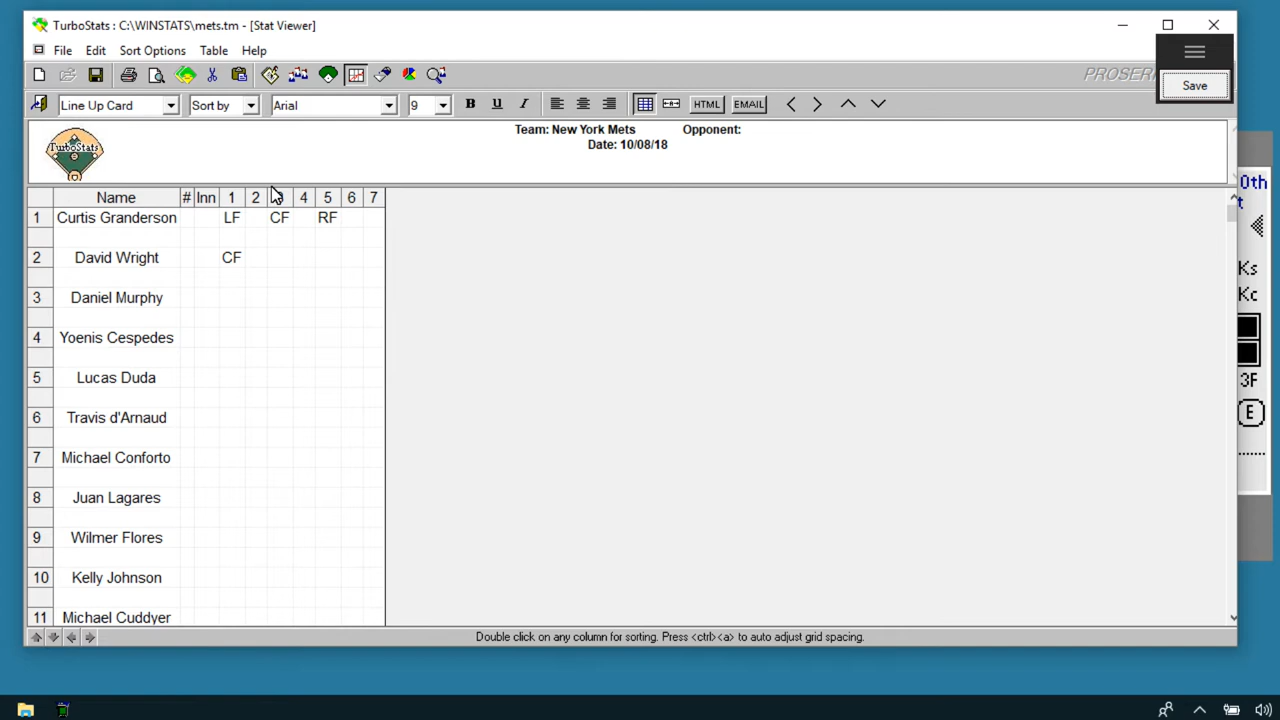 TurboStats : C:\WINSTATS\mets.tm - [Stat Viewer]
File Edit Sort Options Table Help
Save
Line Up Card Sort by Arial 9 B U I HTML EMAIL
TurboStats
Team: New York Mets Opponent:
Date: 10/08/18
Name # Inn 1 2 3 4 5 6 7
1 Curtis Granderson LF CF RF
2 David Wright CF
3 Daniel Murphy
4 Yoenis Cespedes
5 Lucas Duda
6 Travis d'Arnaud
7 Michael Conforto
8 Juan Lagares
9 Wilmer Flores
10 Kelly Johnson
11 Michael Cuddyer
Double click on any column for sorting. Press <ctrl><a> to auto adjust grid spacing.
0th
t
Ks
Kc
3F
E